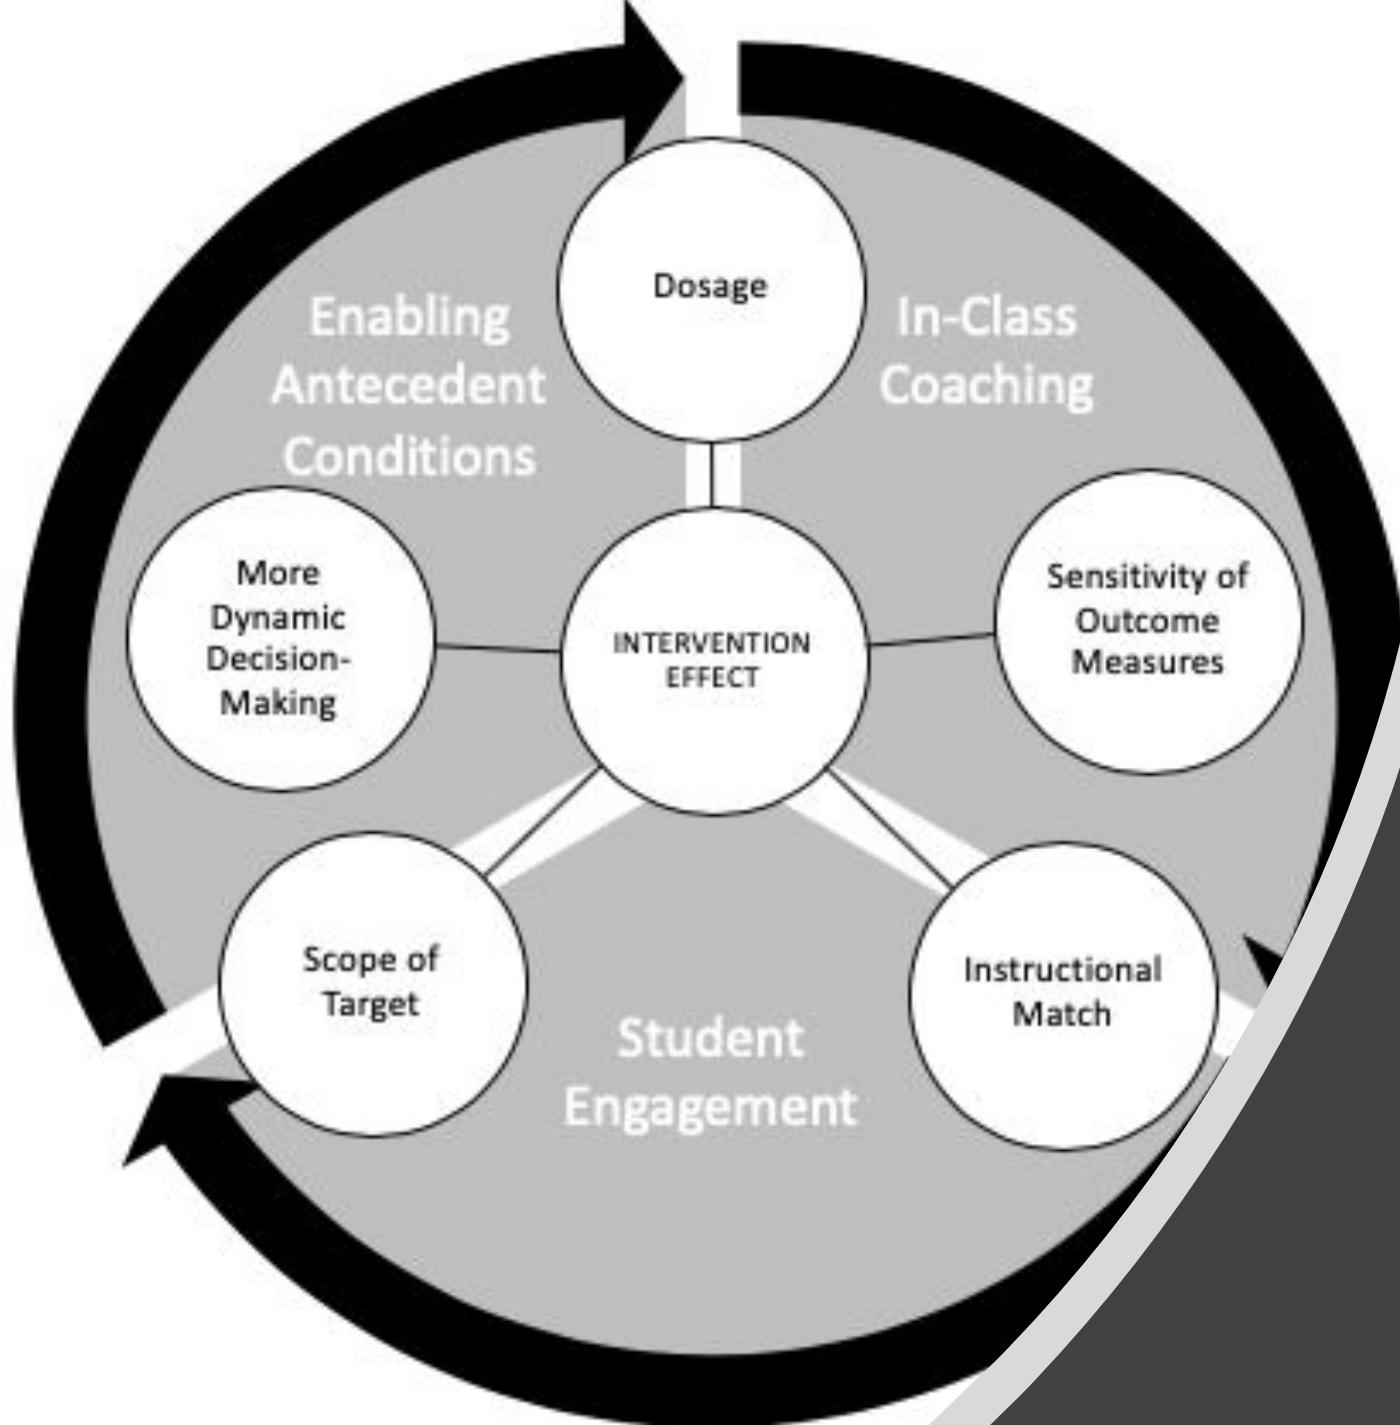 Dosage
Enabling
Antecedent
Conditions
In-Class
Coaching
More
Dynamic
Decision-
Making
INTERVENTION
EFFECT
Sensitivity of
Outcome
Measures
Scope of
Target
Instructional
Match
Student
Engagement